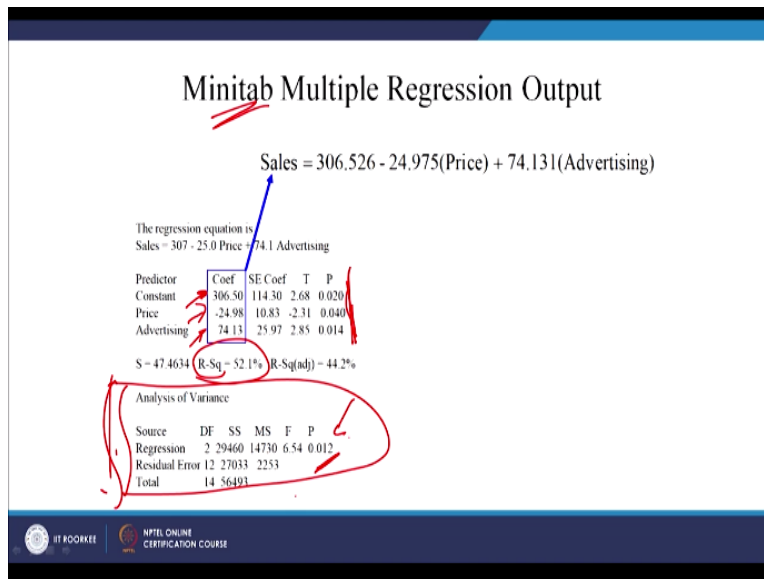 Minitab Multiple Regression Output
Sales = 306.526 - 24.975(Price) + 74.131(Advertising)
The regression equation is
Sales = 307 - 25.0 Price + 74.1 Advertising
Predictor Coef SE Coef T P
Constant 306.50 114.30 2.68 0.020
Price -24.98 10.83 -2.31 0.040
Advertising 74.13 25.97 2.85 0.014
S = 47.4634 R-Sq = 52.1% R-Sq(adj) = 44.2%
Analysis of Variance
Source DF SS MS F P
Regression 2 29460 14730 6.54 0.012
Residual Error 12 27033 2253
Total 14 56493
IIT ROORKEE
NPTEL ONLINE
CERTIFICATION COURSE